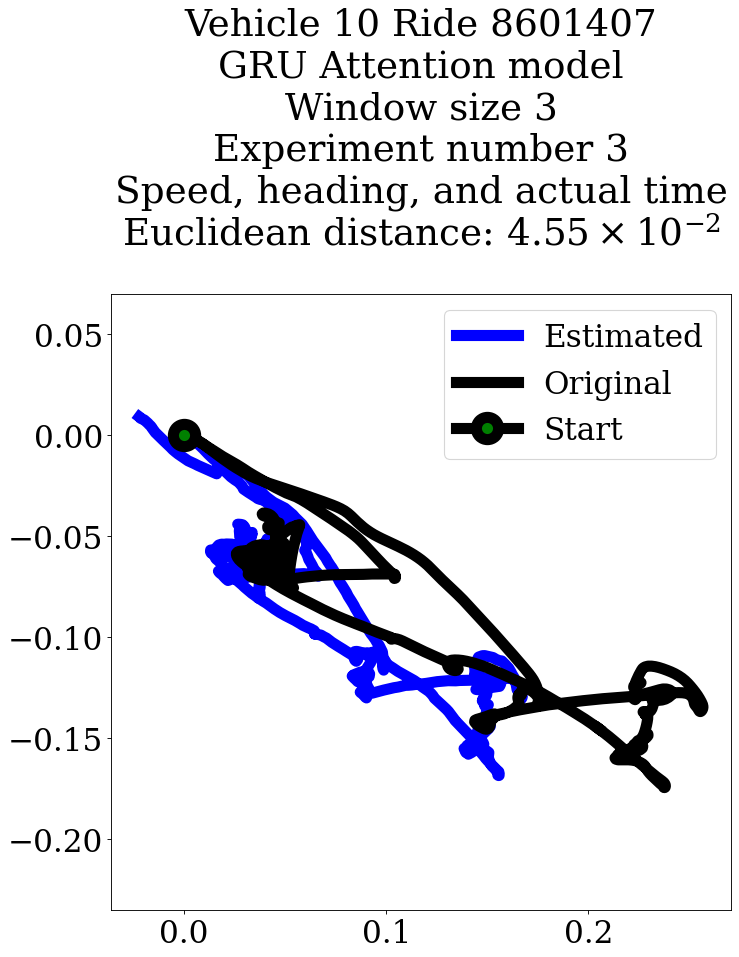 Vehicle 10 Ride 8601407
GRU Attention model
Window size 3
Experiment number 3
Speed, heading, and actual time
Euclidean distance: 4.55 × 10⁻²
Estimated
Original
Start
0.05
0.00
−0.05
−0.10
−0.15
−0.20
0.0 0.1 0.2